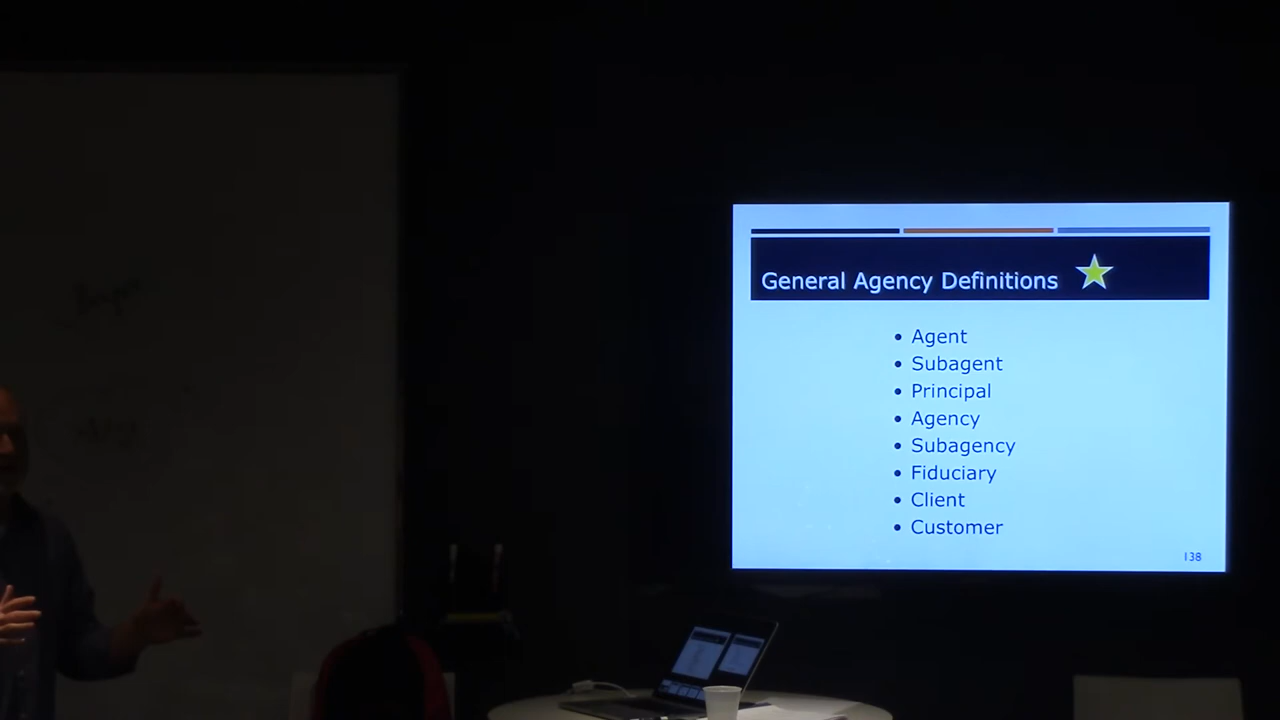 General Agency Definitions
• Agent
• Subagent
• Principal
• Agency
• Subagency
• Fiduciary
• Client
• Customer
138